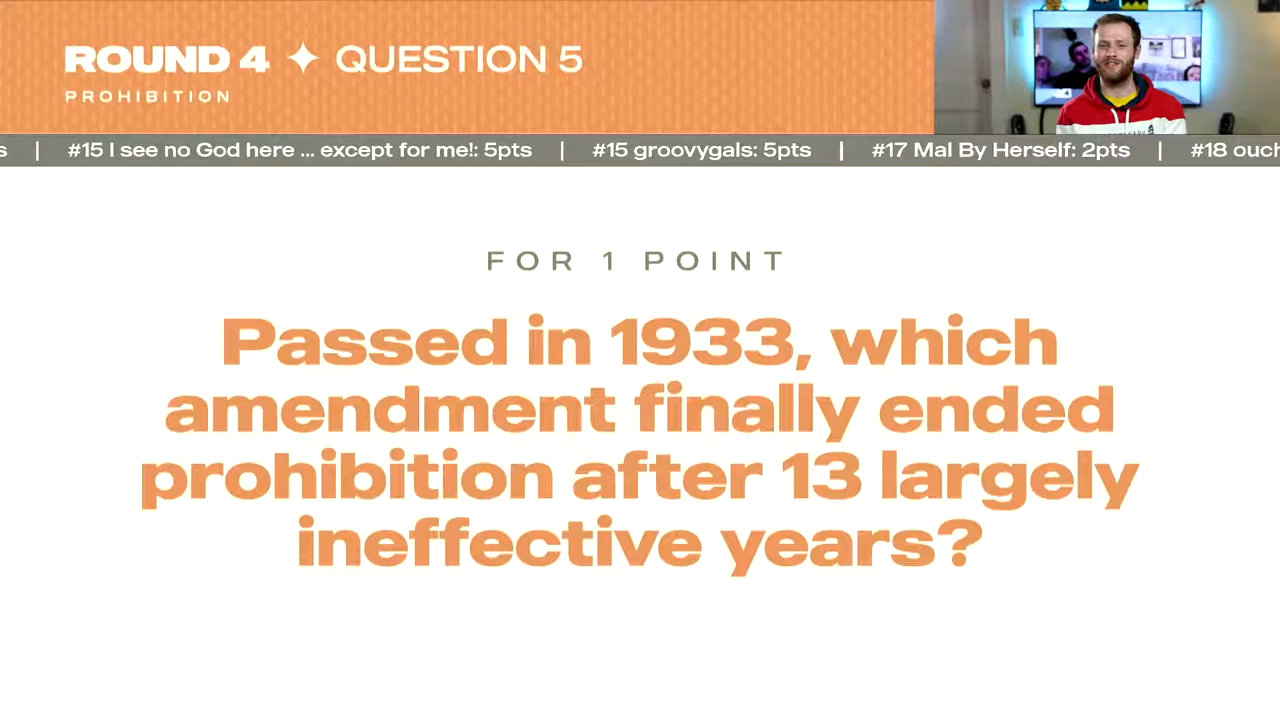 ROUND 4 ✦ QUESTION 5
PROHIBITION
s | #15 I see no God here ... except for me!: 5pts | #15 groovygals: 5pts | #17 Mal By Herself: 2pts | #18 ouch
FOR 1 POINT
Passed in 1933, which
amendment finally ended
prohibition after 13 largely
ineffective years?